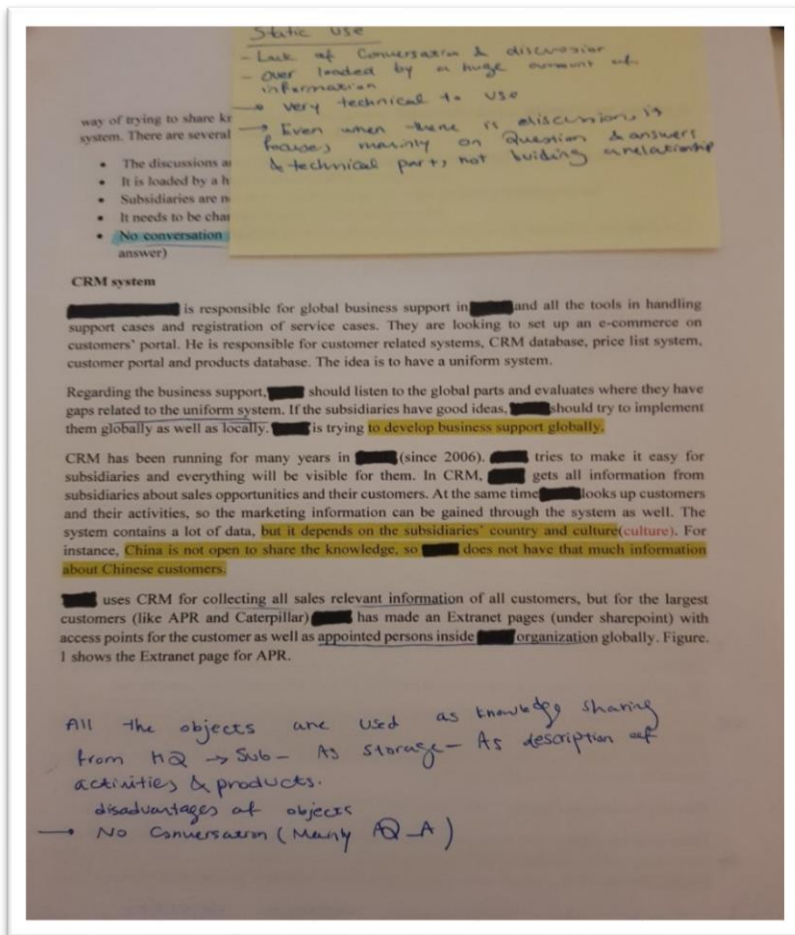 Static use
- Lack of Conversation & discussion
- Over loaded by a huge amount of
information
→ very technical to use
→ Even when there is discussion, is
focuses mainly on Question & answers
& technical part, not buiding a relationship
way of trying to share kr
system. There are several
• The discussions a
• It is loaded by a h
• Subsidiaries are n
• It needs to be char
• No conversation
answer)
CRM system
is responsible for global business support in and all the tools in handling
support cases and registration of service cases. They are looking to set up an e-commerce on
customers' portal. He is responsible for customer related systems, CRM database, price list system,
customer portal and products database. The idea is to have a uniform system.
Regarding the business support, should listen to the global parts and evaluates where they have
gaps related to the uniform system. If the subsidiaries have good ideas, should try to implement
them globally as well as locally. is trying to develop business support globally.
CRM has been running for many years in (since 2006). tries to make it easy for
subsidiaries and everything will be visible for them. In CRM, gets all information from
subsidiaries about sales opportunities and their customers. At the same time looks up customers
and their activities, so the marketing information can be gained through the system as well. The
system contains a lot of data, but it depends on the subsidiaries' country and culture(culture). For
instance, China is not open to share the knowledge, so does not have that much information
about Chinese customers.
uses CRM for collecting all sales relevant information of all customers, but for the largest
customers (like APR and Caterpillar) has made an Extranet pages (under sharepoint) with
access points for the customer as well as appointed persons inside organization globally. Figure.
1 shows the Extranet page for APR.
All the objects are used as knowledge sharing
from HQ → Sub - As storage - As description of
activities & products.
disadvantages of objects
→ No Conversation (Mainly Q-A)